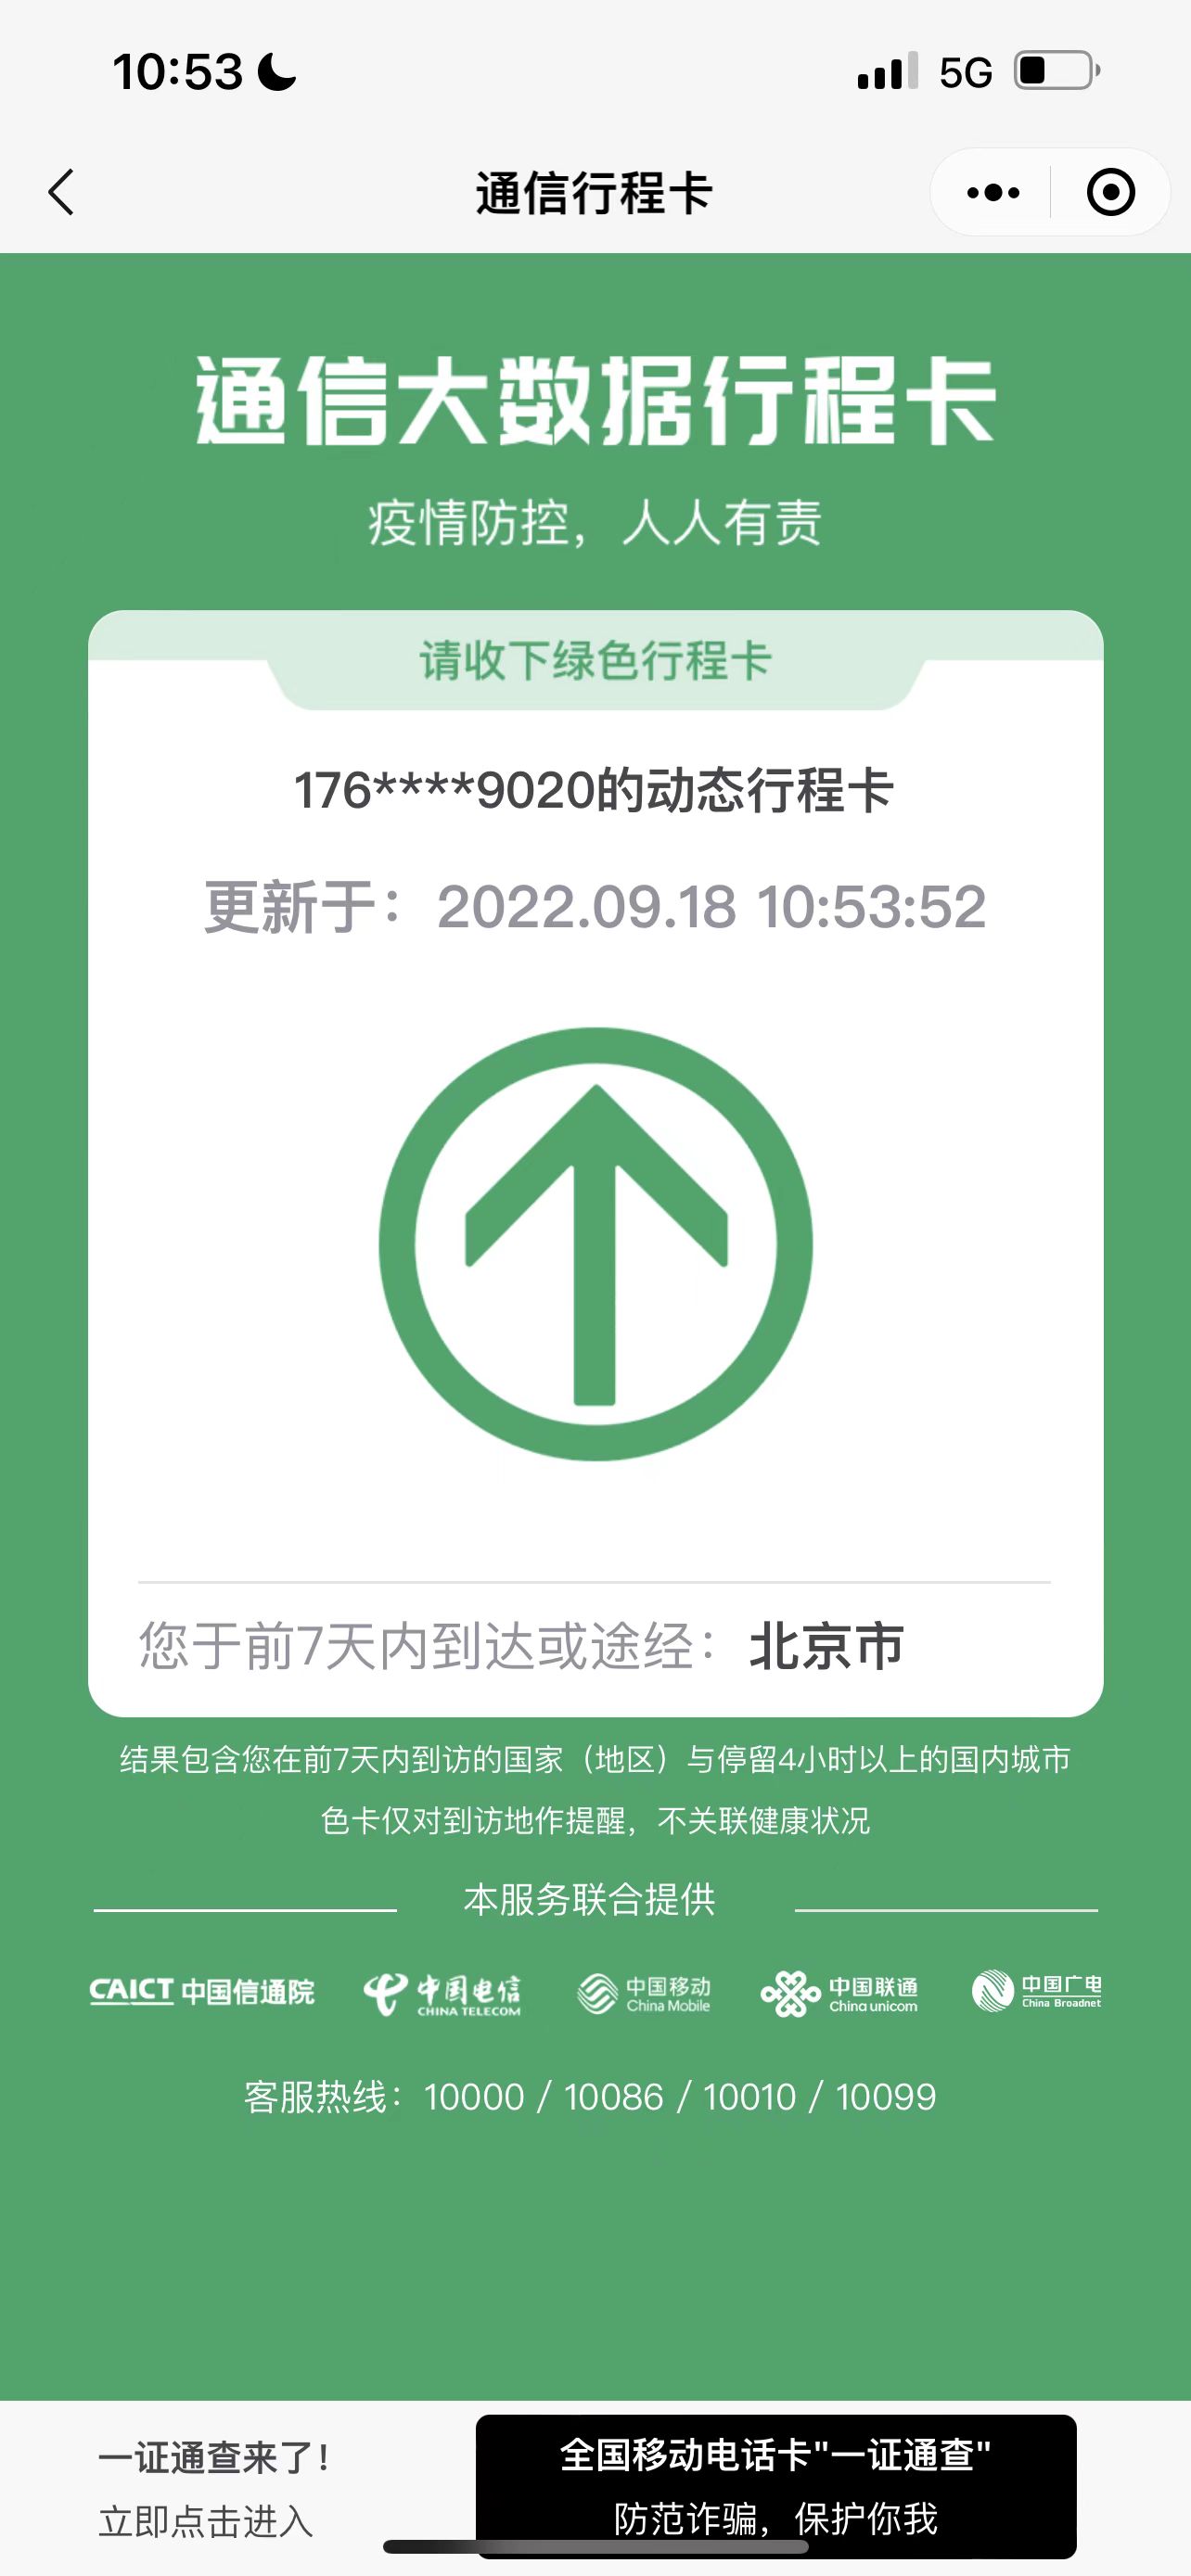 10:53
5G
通信行程卡
通信大数据行程卡
疫情防控，人人有责
请收下绿色行程卡
176****9020的动态行程卡
更新于：2022.09.18 10:53:52
您于前7天内到达或途经：北京市
结果包含您在前7天内到访的国家（地区）与停留4小时以上的国内城市
色卡仅对到访地作提醒，不关联健康状况
本服务联合提供
CAICT 中国信通院 中国电信 CHINA TELECOM 中国移动 China Mobile 中国联通 China unicom 中国广电 China Broadnet
客服热线：10000 / 10086 / 10010 / 10099
一证通查来了！
立即点击进入
全国移动电话卡"一证通查"
防范诈骗，保护你我